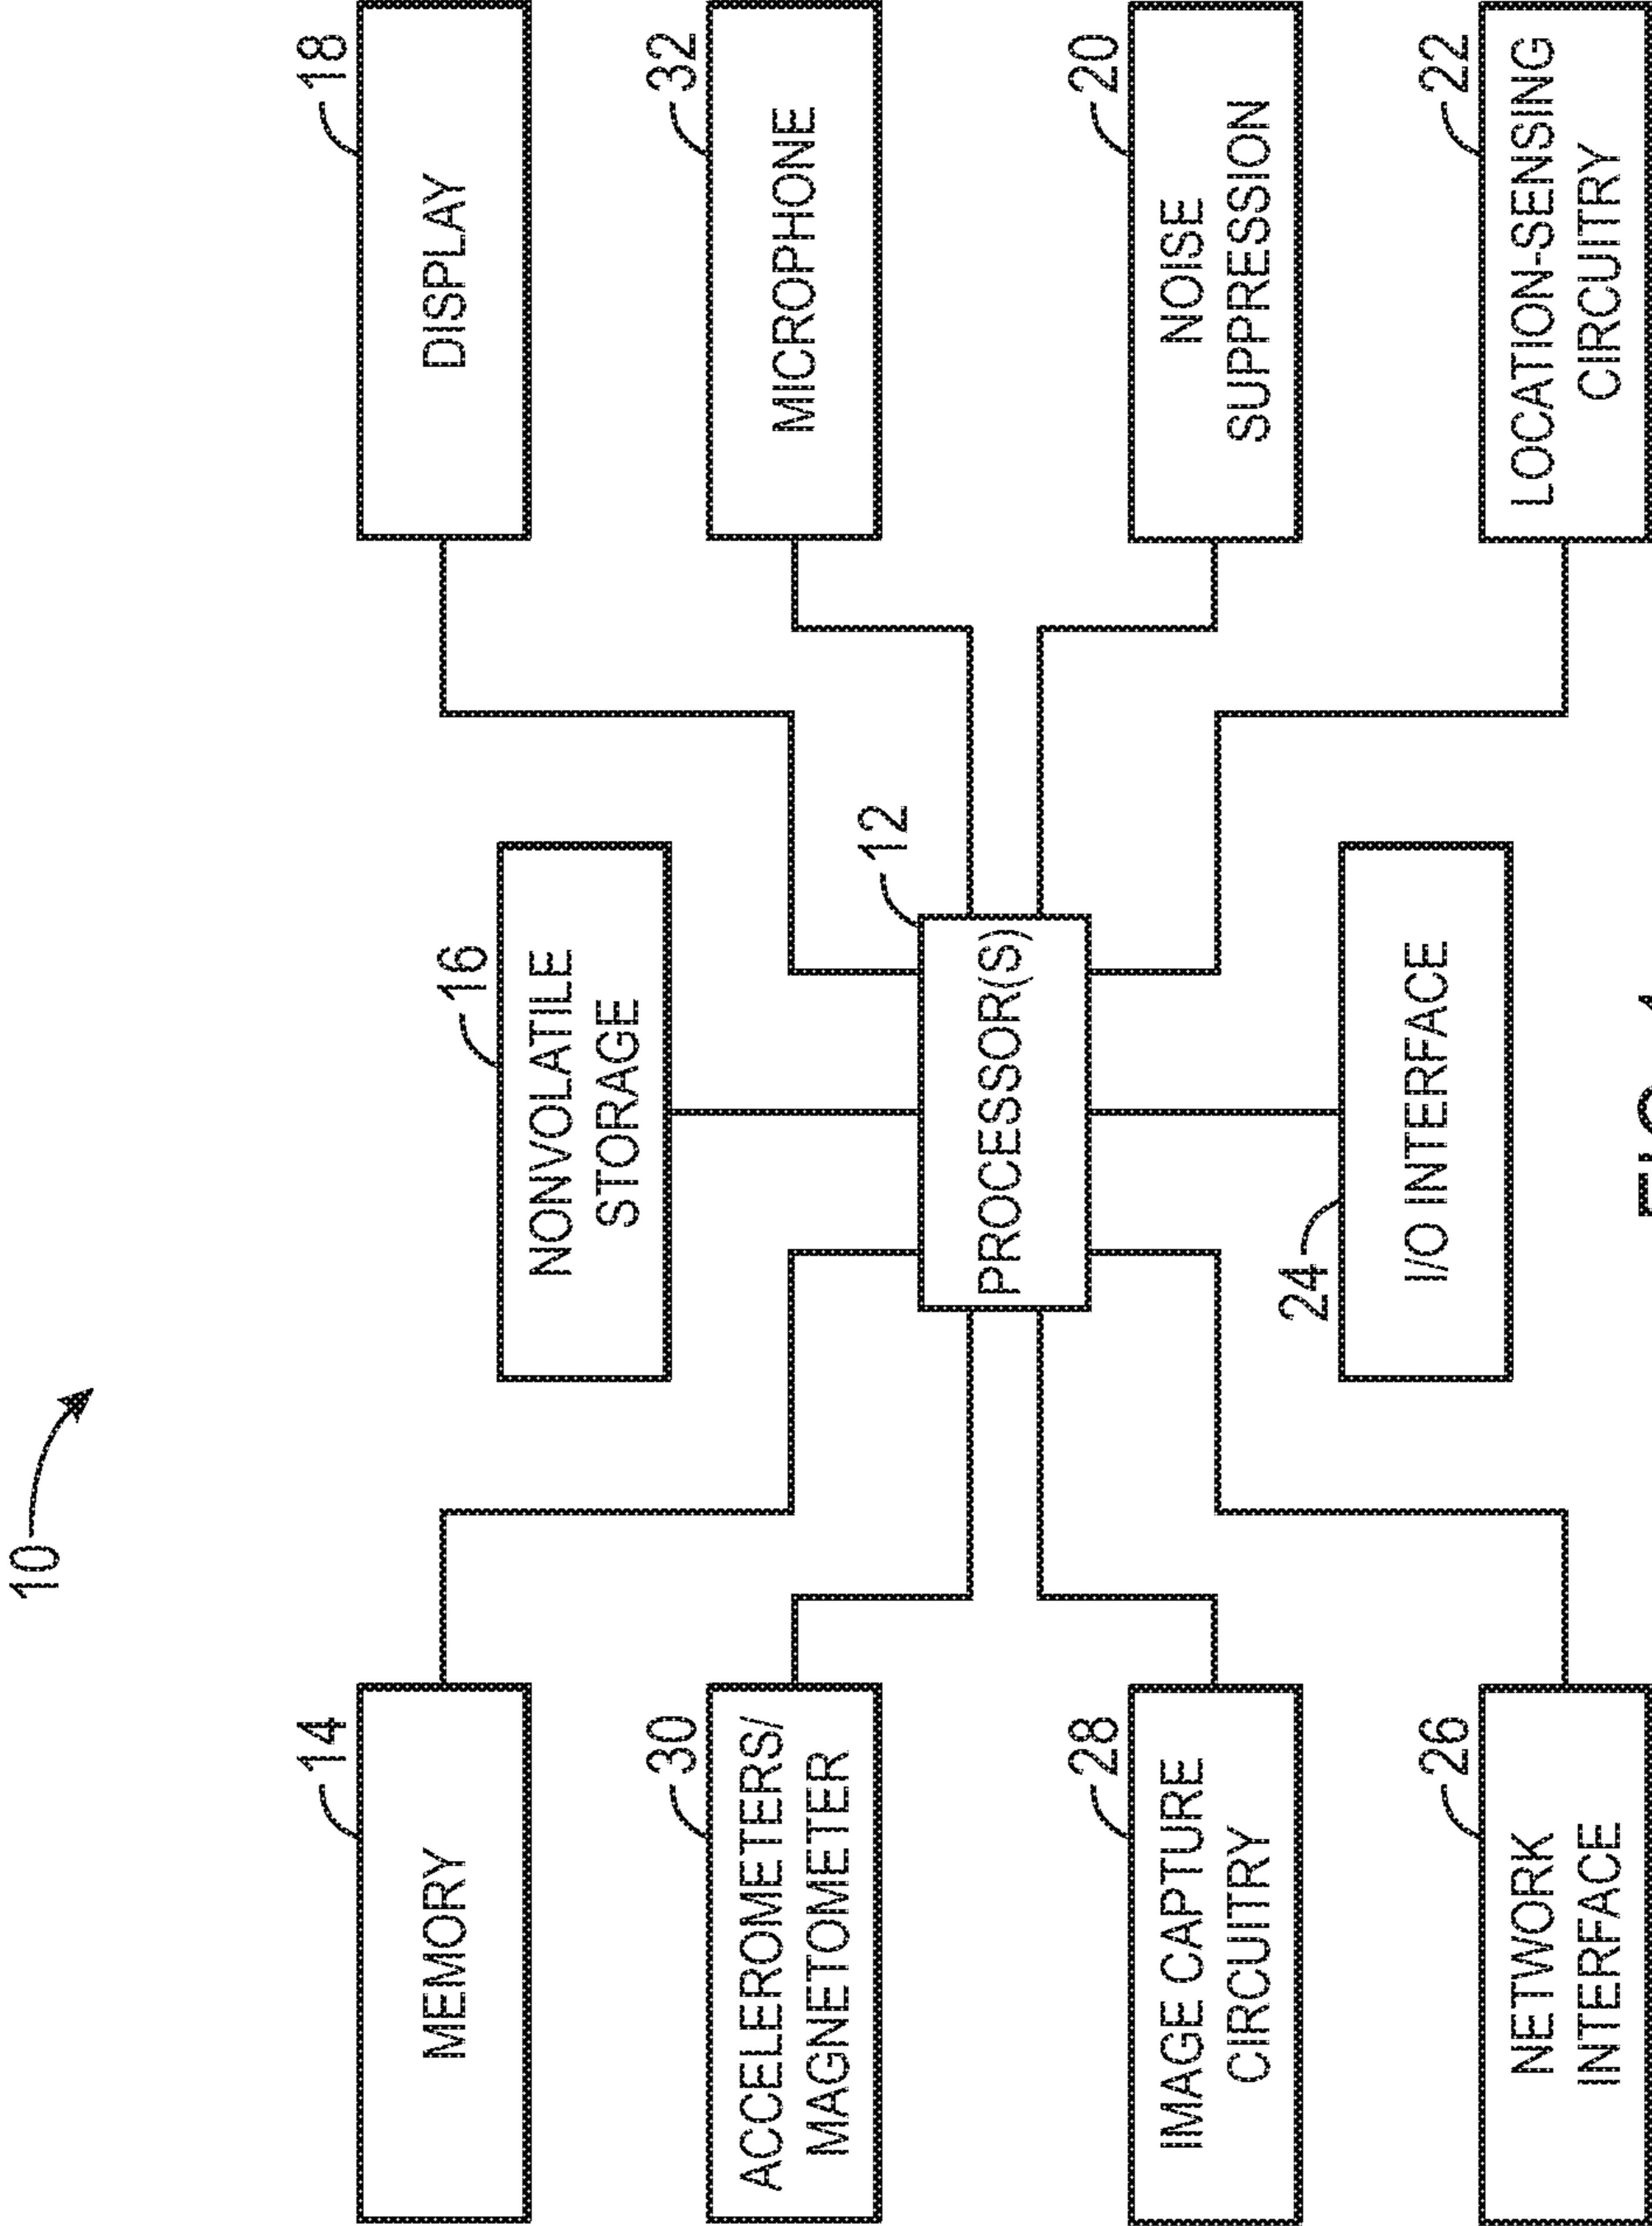 10
14
MEMORY
16
NONVOLATILE
STORAGE
18
DISPLAY
30
ACCELEROMETERS/
MAGNETOMETER
32
MICROPHONE
12
PROCESSOR(S)
28
IMAGE CAPTURE
CIRCUITRY
20
NOISE
SUPPRESSION
26
NETWORK
INTERFACE
24
I/O INTERFACE
22
LOCATION-SENSING
CIRCUITRY